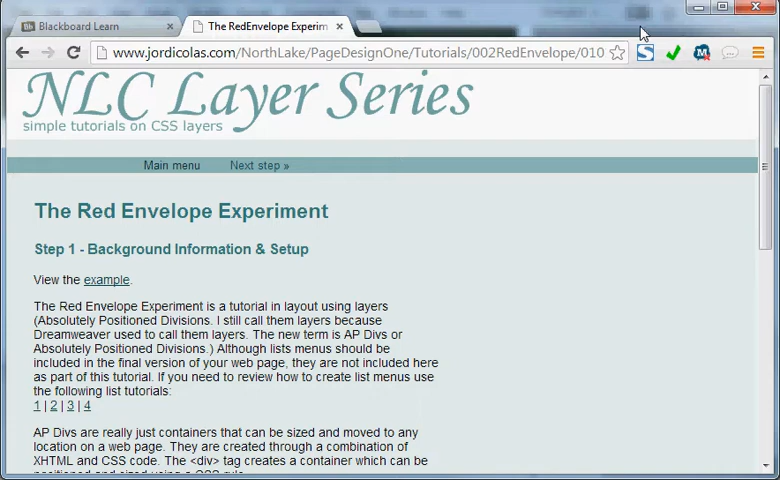 Blackboard Learn
The RedEnvelope Experim
www.jordicolas.com/NorthLake/PageDesignOne/Tutorials/002RedEnvelope/010
NLC Layer Series
simple tutorials on CSS layers
Main menu Next step »
The Red Envelope Experiment
Step 1 - Background Information & Setup
View the example.
The Red Envelope Experiment is a tutorial in layout using layers
(Absolutely Positioned Divisions. I still call them layers because
Dreamweaver used to call them layers. The new term is AP Divs or
Absolutely Positioned Divisions.) Although lists menus should be
included in the final version of your web page, they are not included here
as part of this tutorial. If you need to review how to create list menus use
the following list tutorials:
1 | 2 | 3 | 4
AP Divs are really just containers that can be sized and moved to any
location on a web page. They are created through a combination of
XHTML and CSS code. The <div> tag creates a container which can be
positioned and sized using a CSS rule.